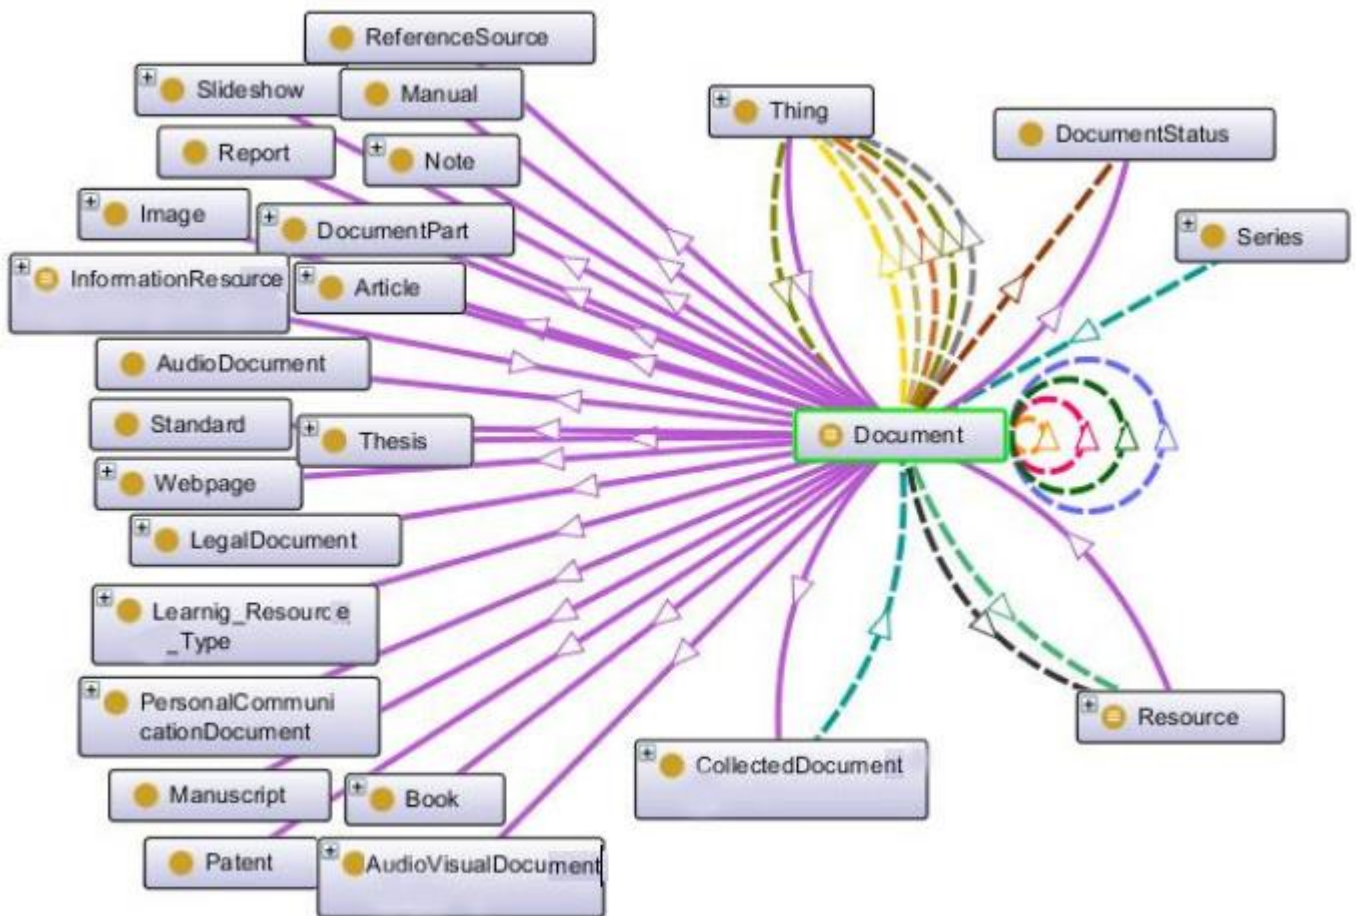 ReferenceSource
Slideshow
Manual
Thing
DocumentStatus
Report
Note
Image
DocumentPart
Series
InformationResource
Article
AudioDocument
Standard
Thesis
Document
Webpage
LegalDocument
Learnig_Resource
_Type
PersonalCommuni
cationDocument
Resource
CollectedDocument
Manuscript
Book
Patent
AudioVisualDocument